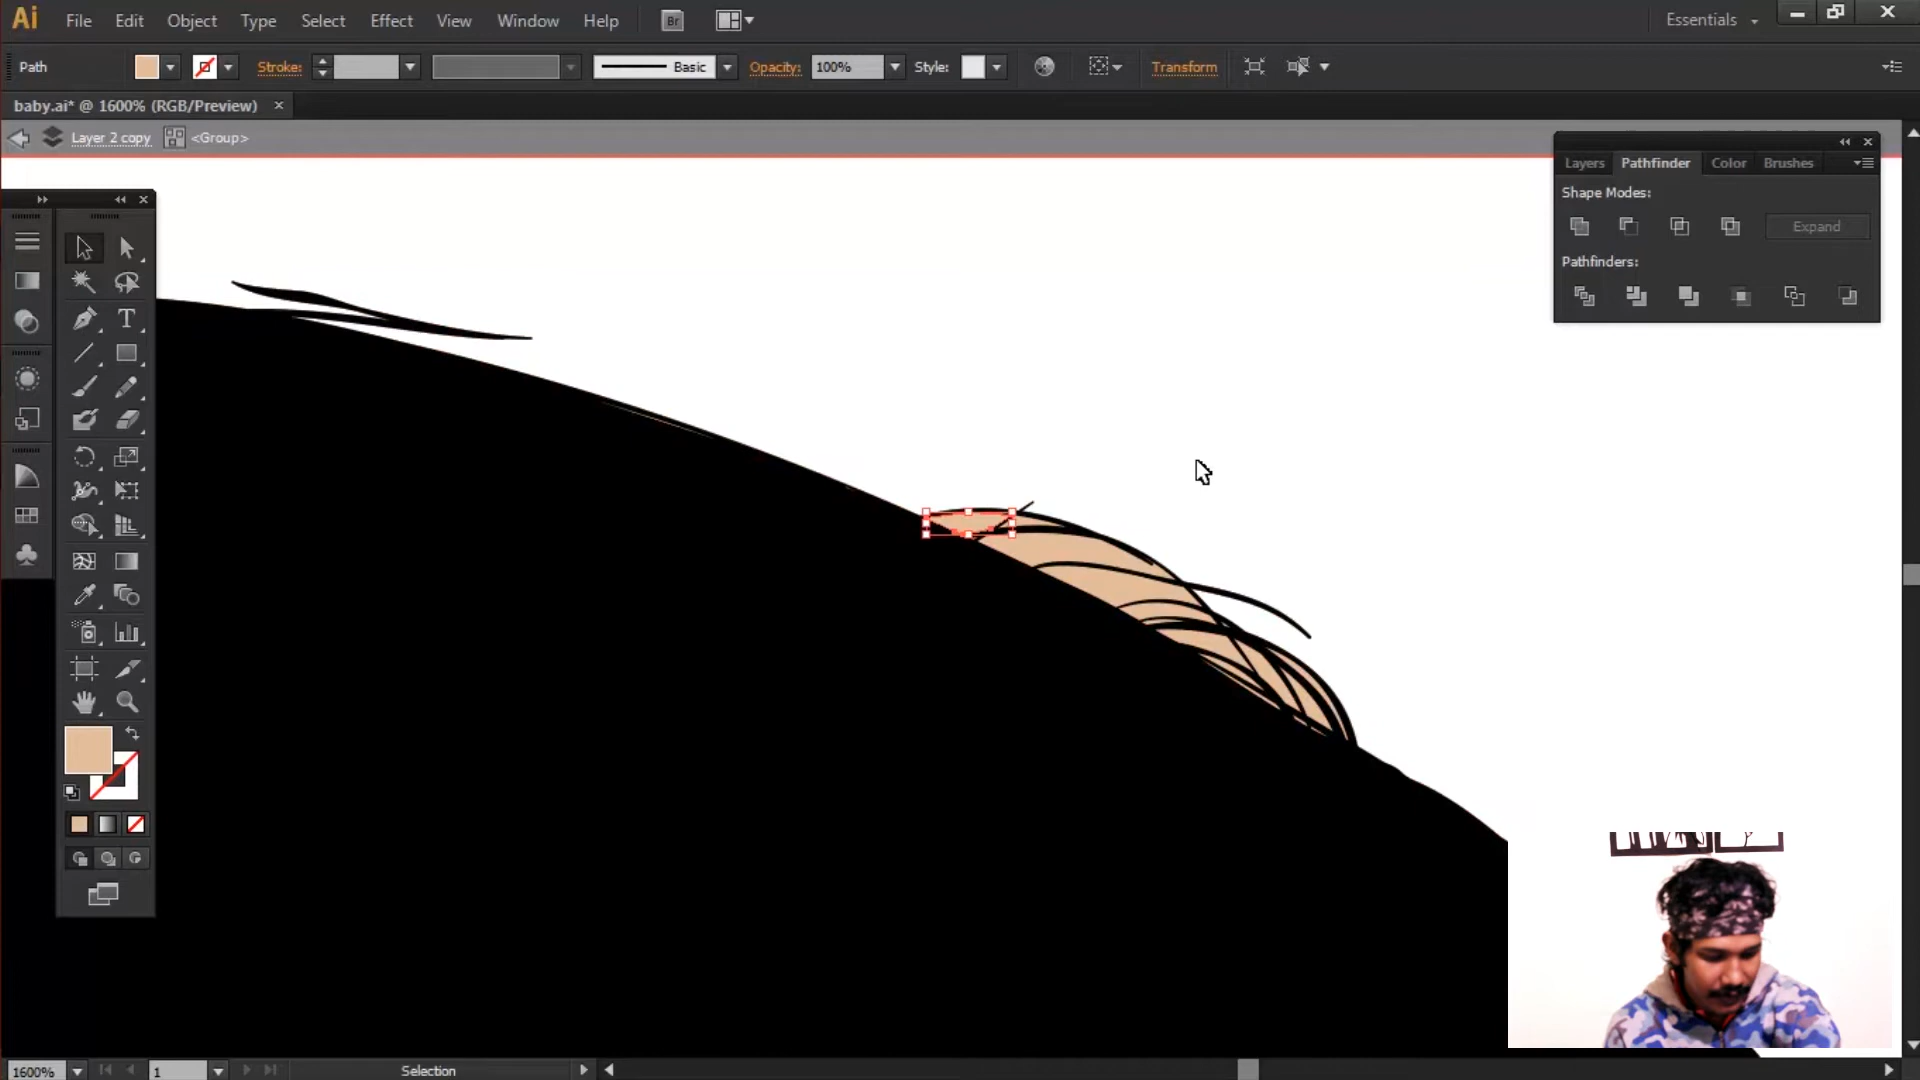 Ai File Edit Object Type Select Effect View Window Help Br Essentials
Path Stroke: Basic Opacity: 100% Style: Transform
baby.ai* @ 1600% (RGB/Preview)
Layer 2 copy <Group>
Layers Pathfinder Color Brushes
Shape Modes:
Expand
Pathfinders:
T
1600% 1 Selection